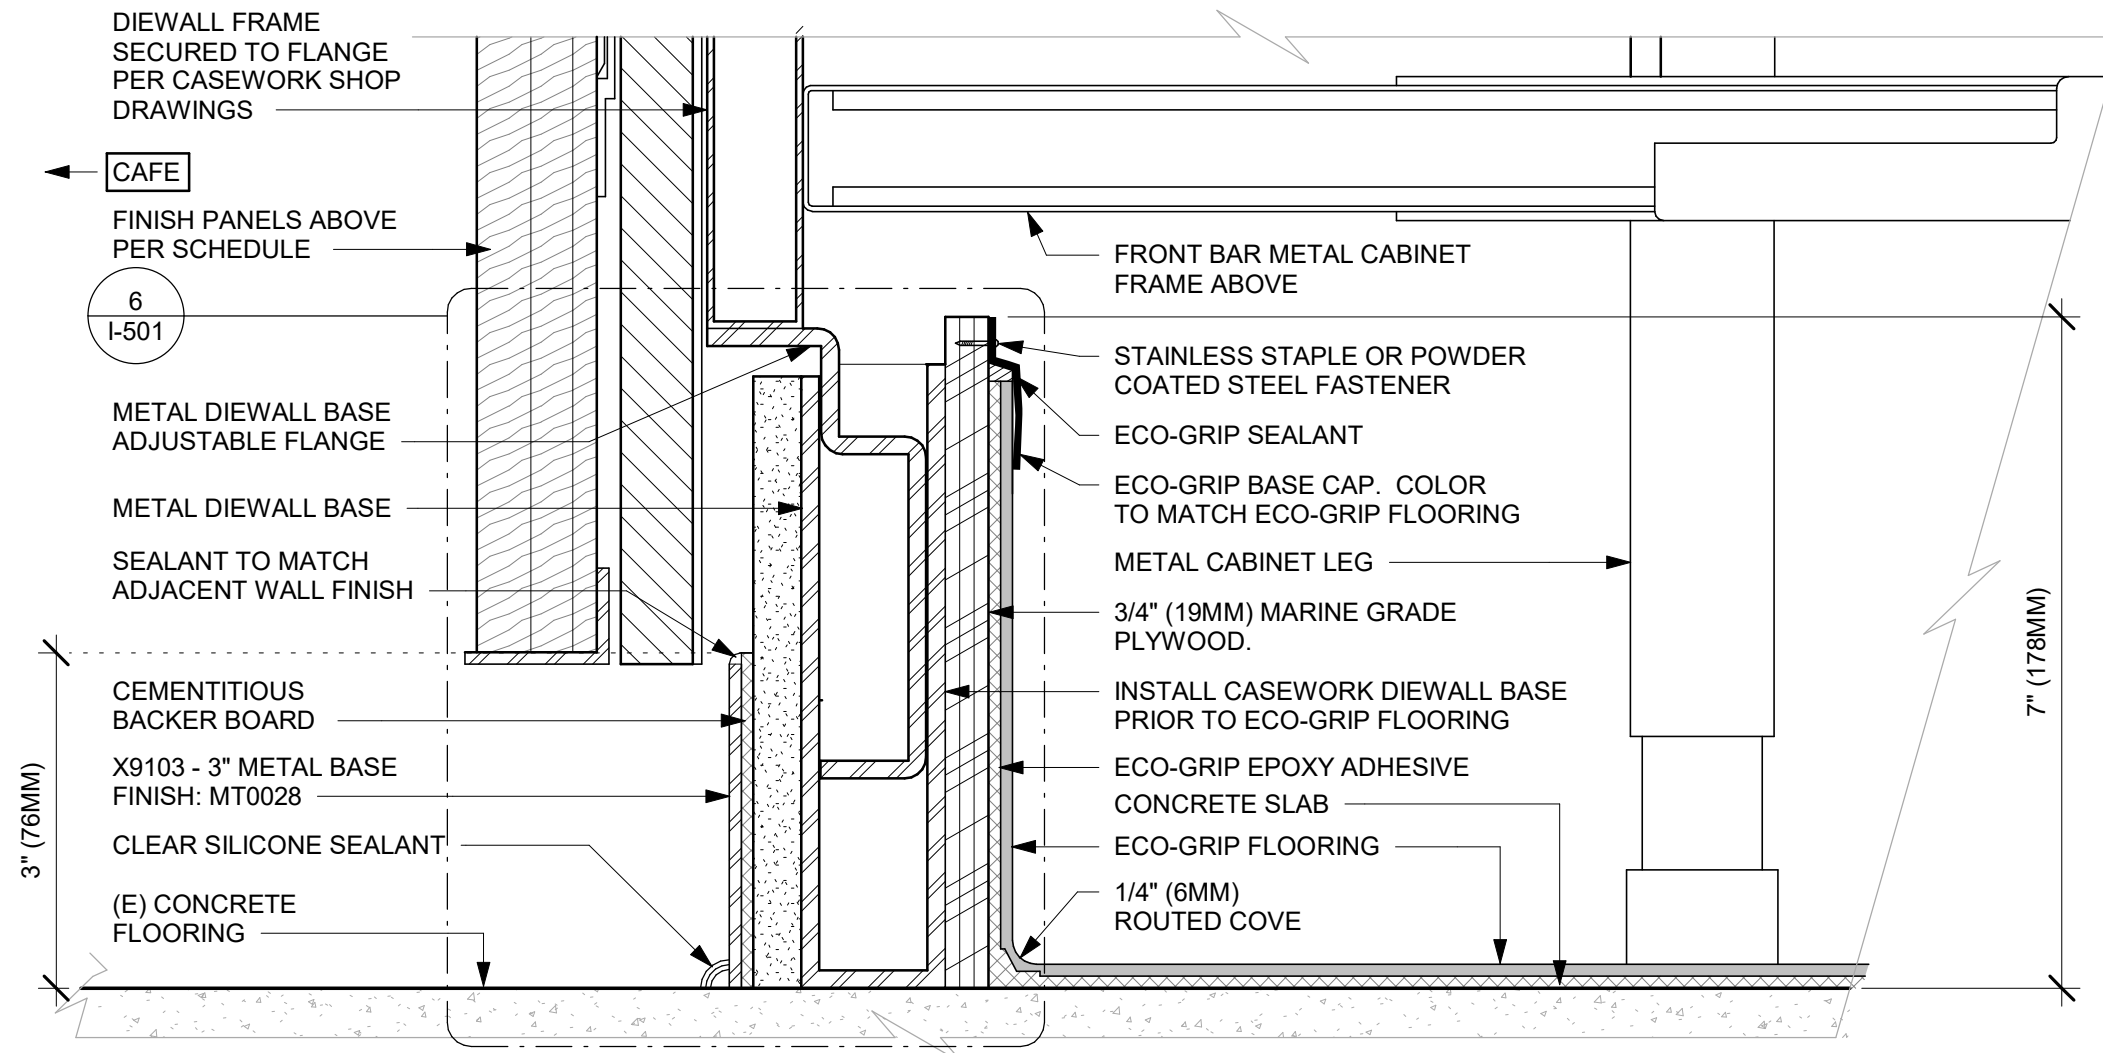 DIEWALL FRAME
SECURED TO FLANGE
PER CASEWORK SHOP
DRAWINGS
CAFE
FINISH PANELS ABOVE
PER SCHEDULE
6
I-501
METAL DIEWALL BASE
ADJUSTABLE FLANGE
METAL DIEWALL BASE
SEALANT TO MATCH
ADJACENT WALL FINISH
CEMENTITIOUS
BACKER BOARD
X9103 - 3" METAL BASE
FINISH: MT0028
CLEAR SILICONE SEALANT
(E) CONCRETE
FLOORING
3" (76MM)
FRONT BAR METAL CABINET
FRAME ABOVE
STAINLESS STAPLE OR POWDER
COATED STEEL FASTENER
ECO-GRIP SEALANT
ECO-GRIP BASE CAP.  COLOR
TO MATCH ECO-GRIP FLOORING
METAL CABINET LEG
3/4" (19MM) MARINE GRADE
PLYWOOD.
INSTALL CASEWORK DIEWALL BASE
PRIOR TO ECO-GRIP FLOORING
ECO-GRIP EPOXY ADHESIVE
CONCRETE SLAB
ECO-GRIP FLOORING
1/4" (6MM)
ROUTED COVE
7" (178MM)